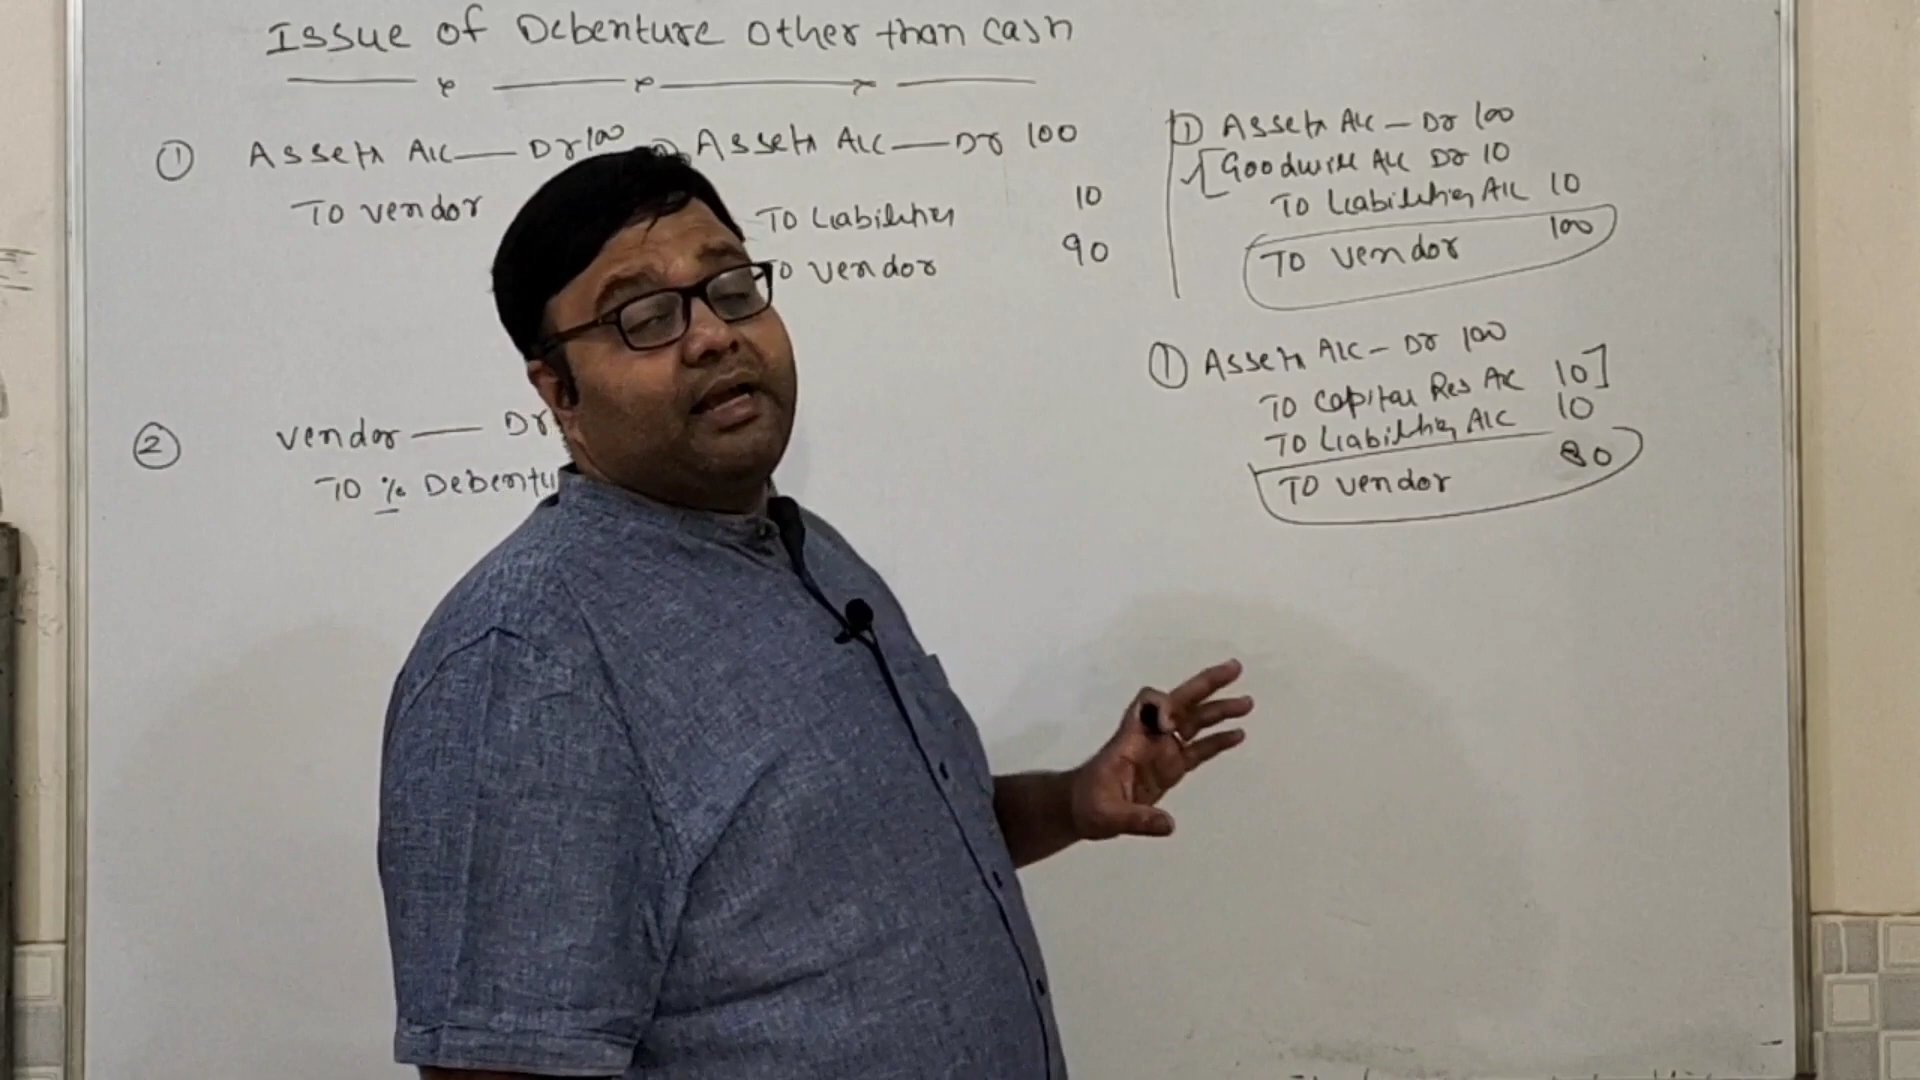 Issue of Debenture other than cash
① Assets A/c — Dr 100
To vendor
Assets A/c — Dr 100
To Liabilities 10
To vendor 90
② vendor — Dr
To % Debentu
① Assets A/c — Dr 100
Goodwill A/c Dr 10
To Liabilities A/c 10
To vendor 100
① Assets A/c — Dr 100
To Capital Res A/c 10
To Liabilities A/c 10
To vendor 80